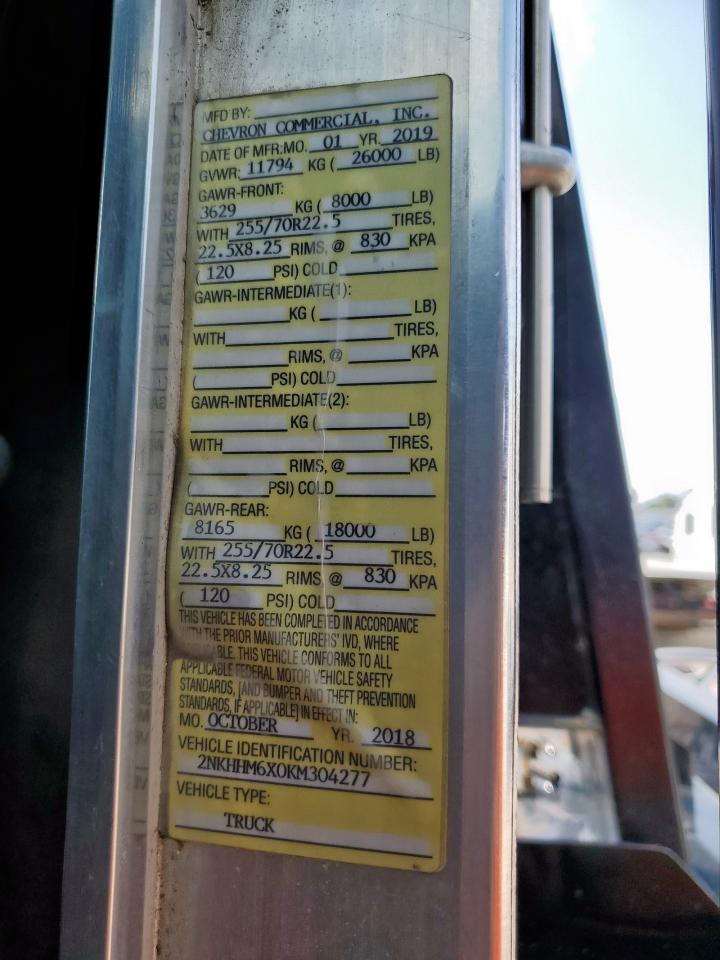 MFD BY:
CHEVRON COMMERCIAL, INC.
DATE OF MFR:MO. 01 YR. 2019
GVWR: 11794 KG ( 26000 LB)
GAWR-FRONT:
3629 KG ( 8000 LB)
WITH 255/70R22.5 TIRES,
22.5X8.25 RIMS, @ 830 KPA
( 120 PSI) COLD
GAWR-INTERMEDIATE(1):
KG ( LB)
WITH TIRES,
RIMS, @ KPA
( PSI) COLD
GAWR-INTERMEDIATE(2):
KG ( LB)
WITH TIRES,
RIMS, @ KPA
( PSI) COLD
GAWR-REAR:
8165 KG ( 18000 LB)
WITH 255/70R22.5 TIRES,
22.5X8.25 RIMS @ 830 KPA
( 120 PSI) COLD
THIS VEHICLE HAS BEEN COMPLETED IN ACCORDANCE
WITH THE PRIOR MANUFACTURERS' IVD, WHERE
THIS VEHICLE CONFORMS TO ALL
APPLICABLE FEDERAL MOTOR VEHICLE SAFETY
STANDARDS, [AND BUMPER AND THEFT PREVENTION
STANDARDS, IF APPLICABLE] IN EFFECT IN:
MO. OCTOBER YR. 2018
VEHICLE IDENTIFICATION NUMBER:
2NKHHM6X0KM304277
VEHICLE TYPE:
TRUCK